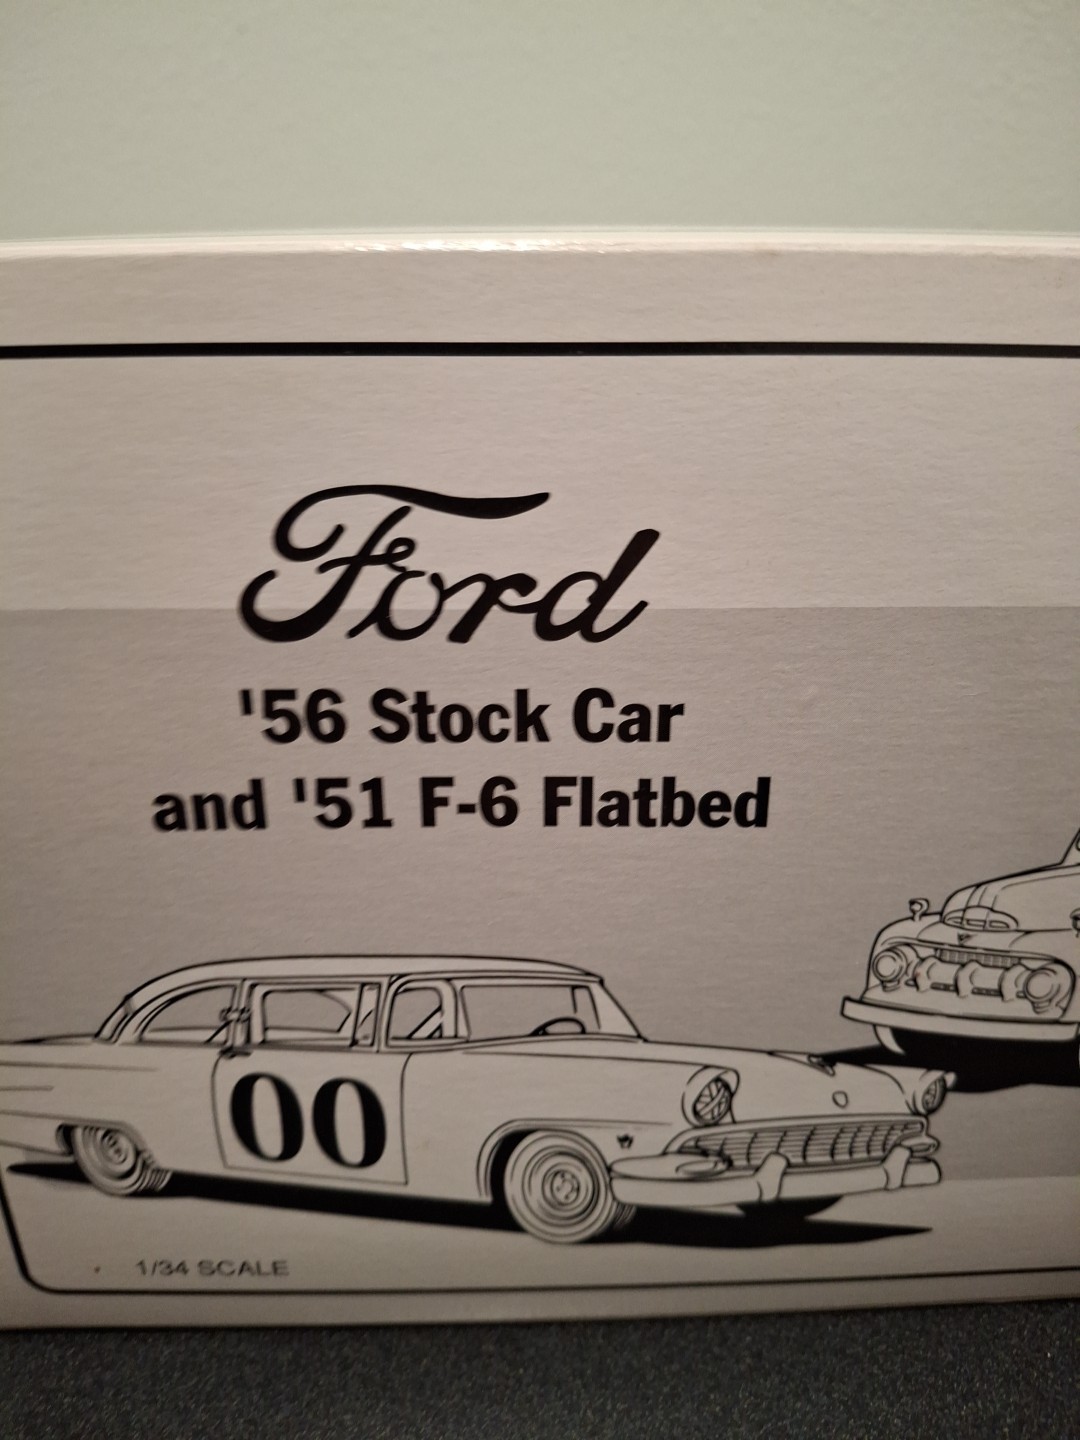 Ford
'56 Stock Car
and '51 F-6 Flatbed
00
1/34 SCALE